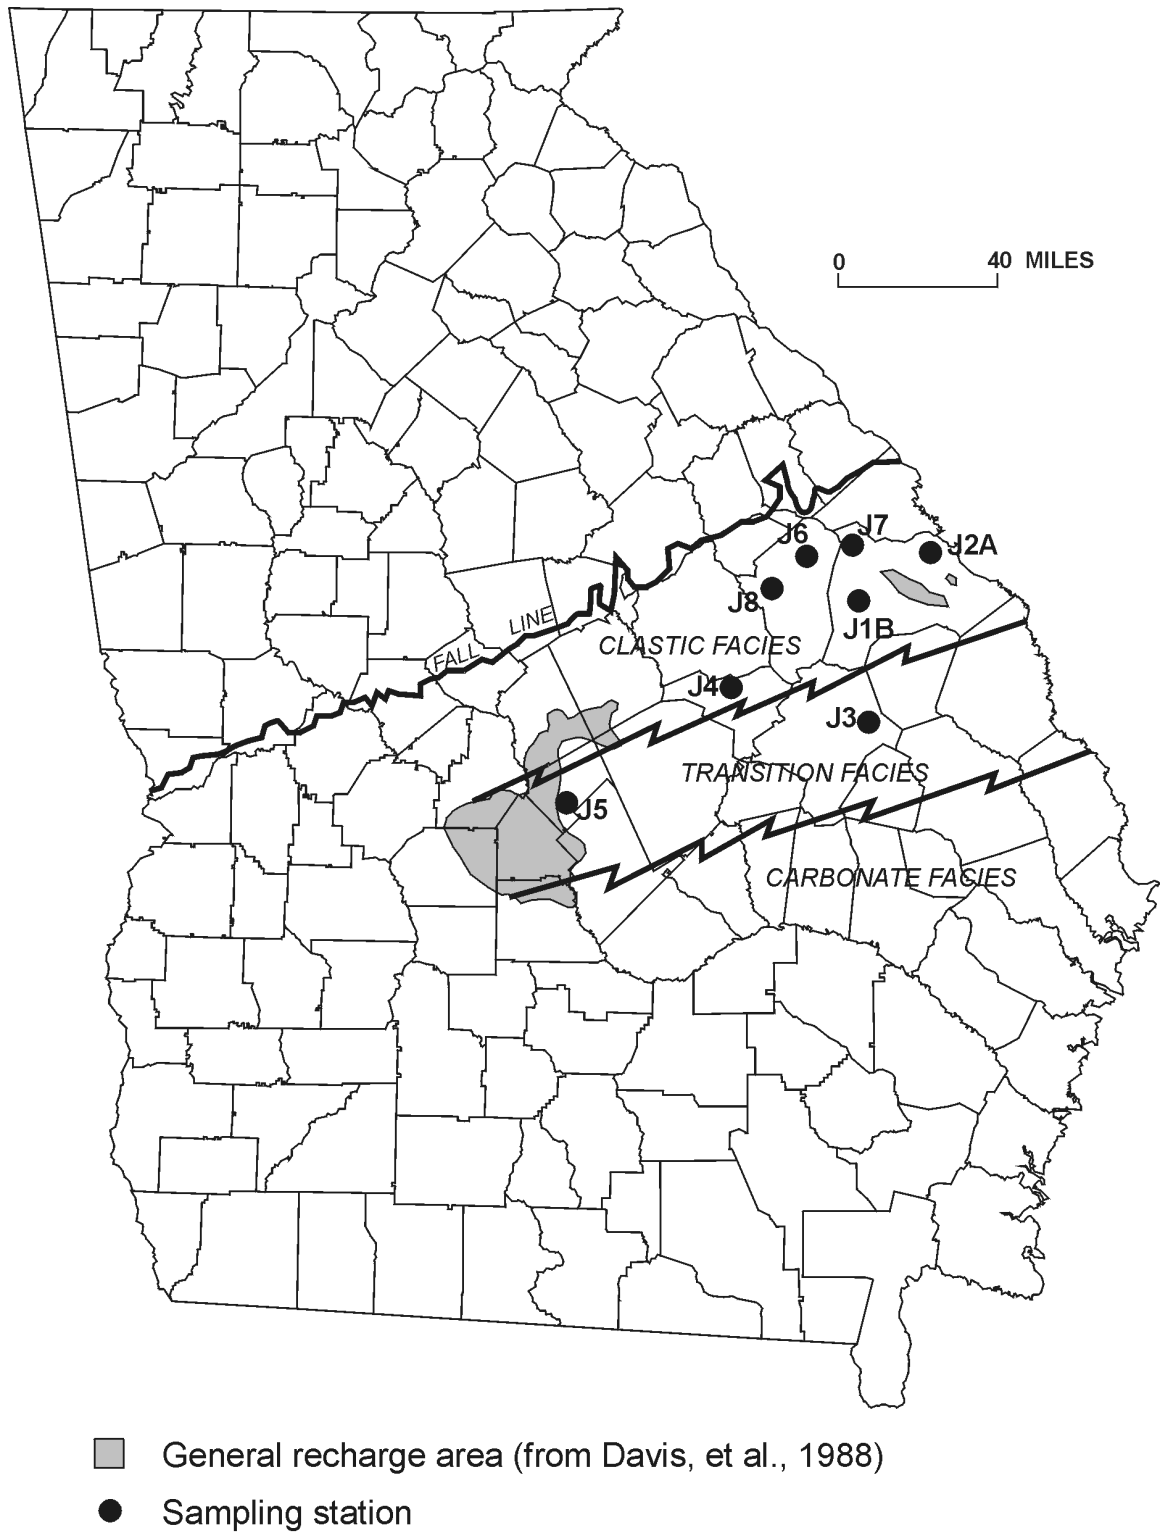 0 40 MILES
J6
J7
J2A
J8
J1B
FALL LINE
CLASTIC FACIES
J4
J3
TRANSITION FACIES
J5
CARBONATE FACIES
General recharge area (from Davis, et al., 1988)
Sampling station